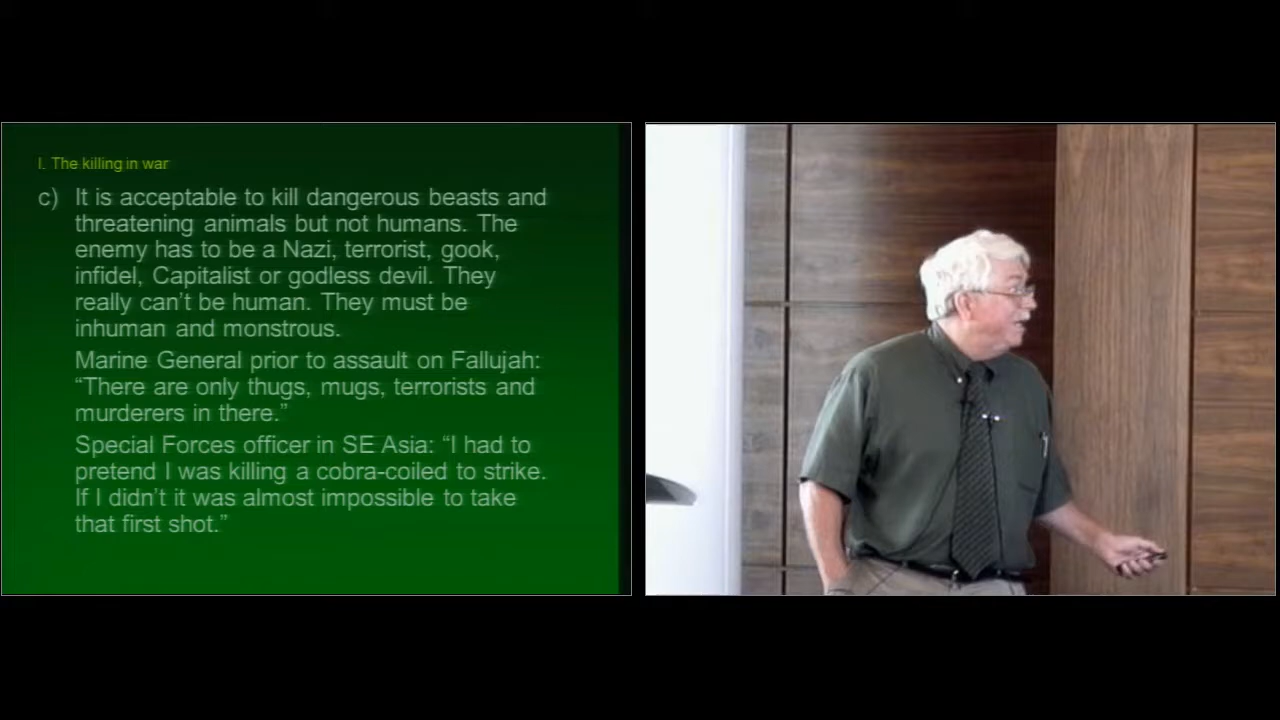 I. The killing in war
c) It is acceptable to kill dangerous beasts and
threatening animals but not humans. The
enemy has to be a Nazi, terrorist, gook,
infidel, Capitalist or godless devil. They
really can’t be human. They must be
inhuman and monstrous.
Marine General prior to assault on Fallujah:
“There are only thugs, mugs, terrorists and
murderers in there.”
Special Forces officer in SE Asia: “I had to
pretend I was killing a cobra-coiled to strike.
If I didn’t it was almost impossible to take
that first shot.”